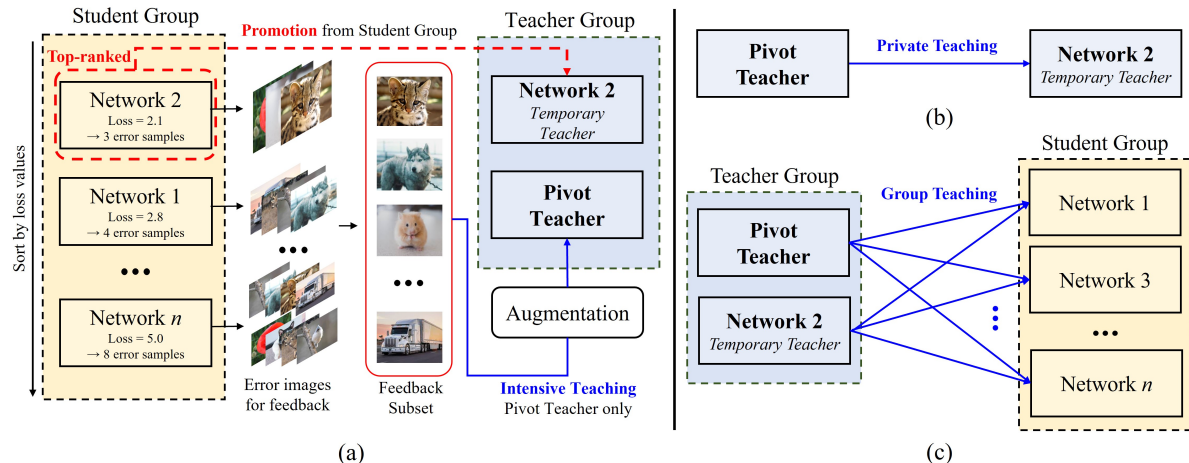 Student Group
Sort by loss values
Top-ranked
Network 2
Loss = 2.1
→ 3 error samples
Network 1
Loss = 2.8
→ 4 error samples
•••
Network n
Loss = 5.0
→ 8 error samples
Promotion from Student Group
•••
Error images
for feedback
•••
Feedback
Subset
Teacher Group
Network 2
Temporary
Teacher
Pivot
Teacher
Augmentation
Intensive Teaching
Pivot Teacher only
(a)
Pivot
Teacher
Private Teaching
Network 2
Temporary Teacher
(b)
Teacher Group
Pivot
Teacher
Network 2
Temporary Teacher
Group Teaching
•••
Student Group
Network 1
Network 3
•••
Network n
(c)